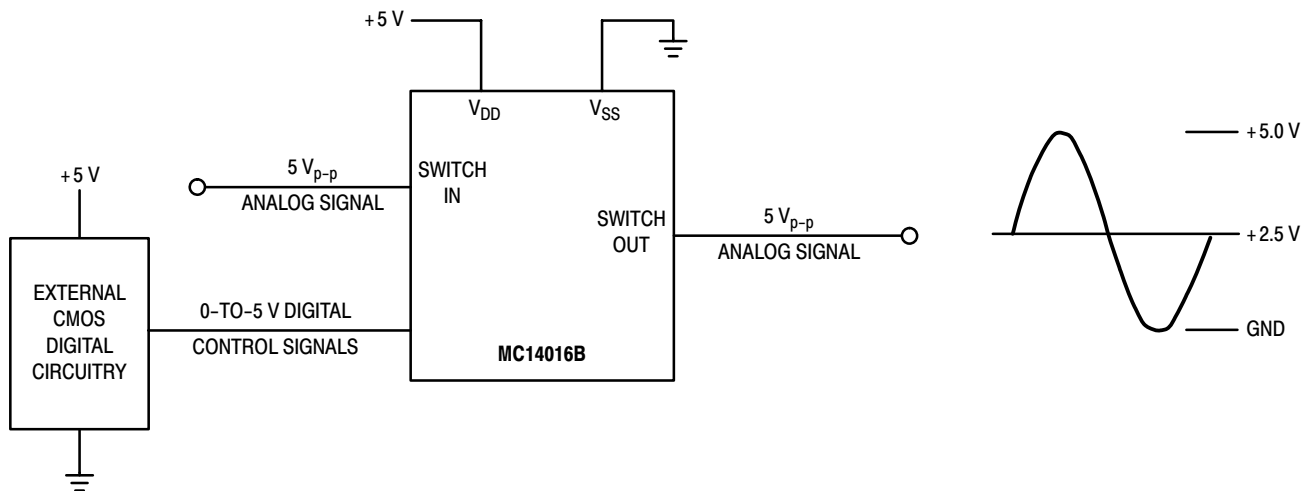 +5 V
V_DD
V_SS
5 V_p-p
ANALOG SIGNAL
SWITCH
IN
SWITCH
OUT
5 V_p-p
ANALOG SIGNAL
+5 V
EXTERNAL
CMOS
DIGITAL
CIRCUITRY
0-TO-5 V DIGITAL
CONTROL SIGNALS
MC14016B
+5.0 V
+2.5 V
GND